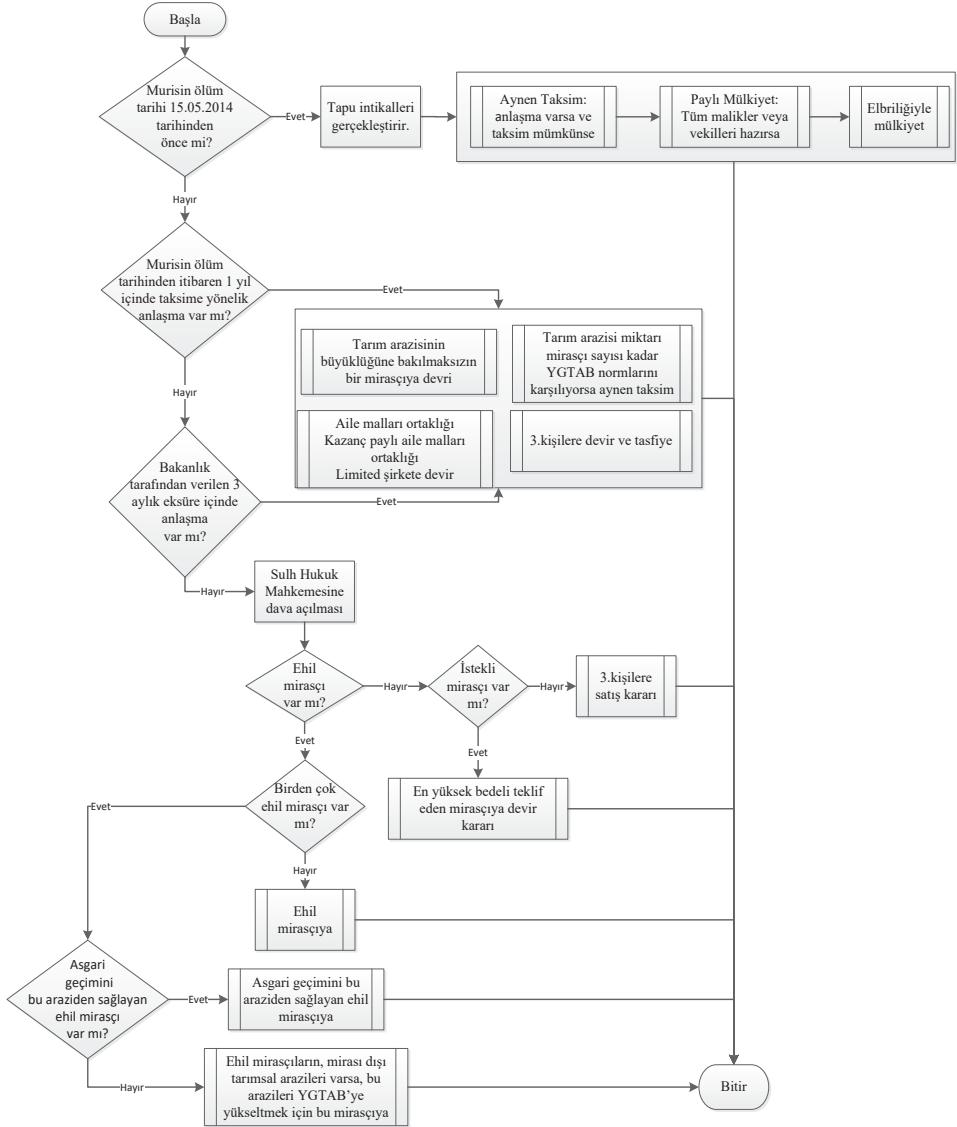 Başla
Murisin ölüm
tarihi 15.05.2014
tarihinden
önce mi?
Evet
Tapu intikalleri
gerçekleştirir.
Aynen Taksim:
anlaşma varsa ve
taksim mümkünse
Paylı Mülkiyet:
Tüm malikler veya
vekilleri hazırsa
Elbriliğiyle
mülkiyet
Hayır
Murisin ölüm
tarihinden itibaren 1 yıl
içinde taksime yönelik
anlaşma var mı?
Evet
Tarım arazisinin
büyüklüğüne bakılmaksızın
bir mirasçıya devri
Tarım arazisi miktarı
mirasçı sayısı kadar
YGTAB normlarını
karşılıyorsa aynen taksim
Aile malları ortaklığı
Kazanç paylı aile malları
ortaklığı
Limited şirkete devir
3.kişilere devir ve tasfiye
Hayır
Bakanlık
tarafından verilen 3
aylık eksüre içinde
anlaşma
var mı?
Evet
Hayır
Sulh Hukuk
Mahkemesine
dava açılması
Ehil
mirasçı
var mı?
Hayır
İstekli
mirasçı var
mı?
Hayır
3.kişilere
satış kararı
Evet
Evet
En yüksek bedeli teklif
eden mirasçıya devir
kararı
Birden çok
ehil mirasçı var
mı?
Evet
Hayır
Ehil
mirasçıya
Asgari
geçimini
bu araziden sağlayan
ehil mirasçı
var mı?
Evet
Asgari geçimini bu
araziden sağlayan ehil
mirasçıya
Hayır
Ehil mirasçıların, mirası dışı
tarımsal arazileri varsa, bu
arazileri YGTAB’ye
yükseltmek için bu mirasçıya
Bitir